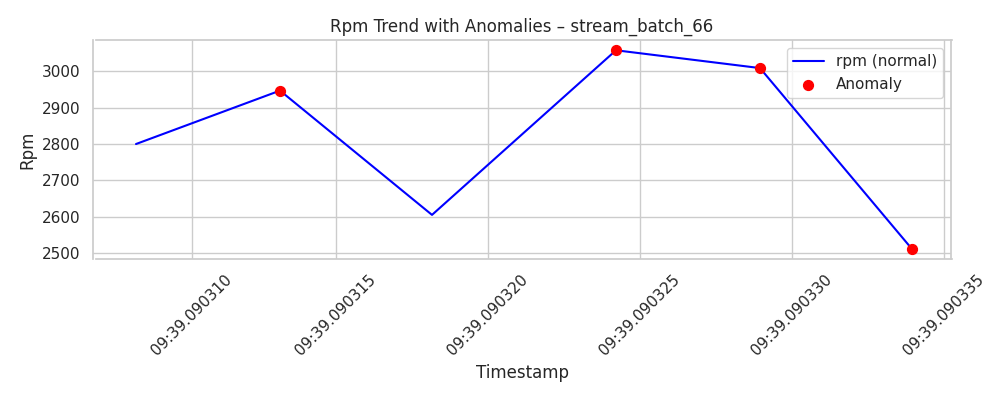 Rpm Trend with Anomalies – stream_batch_66
rpm (normal)
Anomaly
Rpm
3000
2900
2800
2700
2600
2500
09:39.090310
09:39.090315
09:39.090320
09:39.090325
09:39.090330
09:39.090335
Timestamp